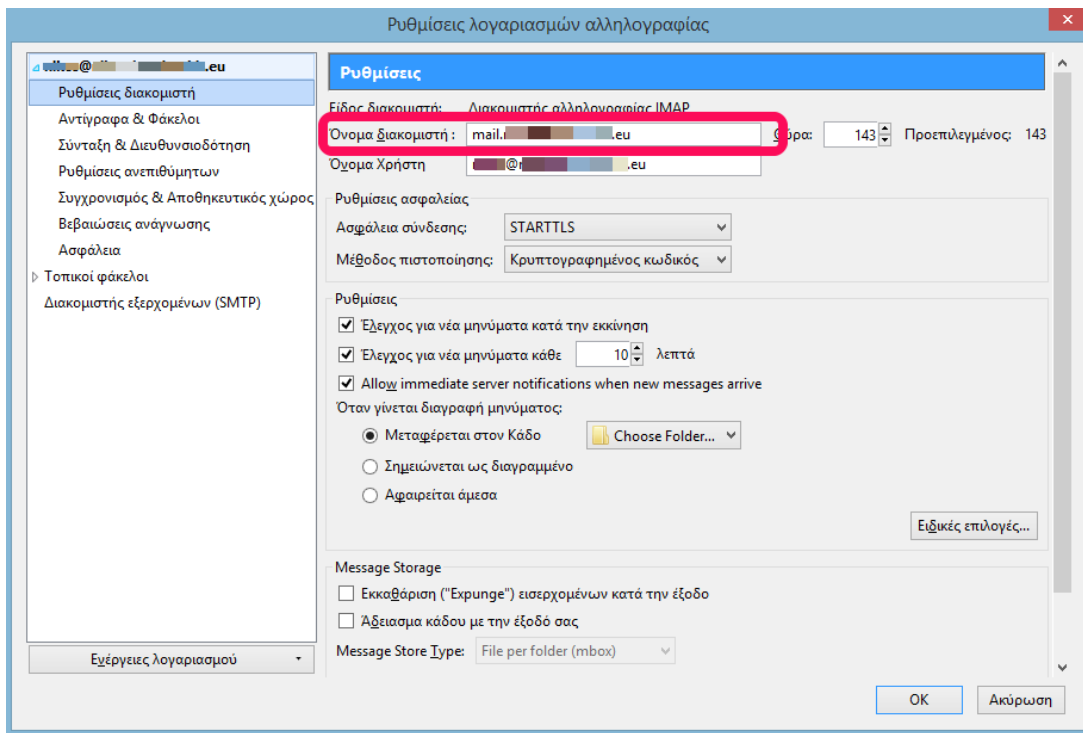 Ρυθμίσεις λογαριασμών αλληλογραφίας
.eu
Ρυθμίσεις διακομιστή
Αντίγραφα & Φάκελοι
Σύνταξη & Διευθυνσιοδότηση
Ρυθμίσεις ανεπιθύμητων
Συγχρονισμός & Αποθηκευτικός χώρος
Βεβαιώσεις ανάγνωσης
Ασφάλεια
Τοπικοί φάκελοι
Διακομιστής εξερχομένων (SMTP)
Ενέργειες λογαριασμού
Ρυθμίσεις
Είδος διακομιστή: Διακομιστής αλληλογραφίας IMAP
Όνομα διακομιστή : mail. .eu Θύρα: 143 Προεπιλεγμένος: 143
Όνομα Χρήστη @ .eu
Ρυθμίσεις ασφαλείας
Ασφάλεια σύνδεσης: STARTTLS
Μέθοδος πιστοποίησης: Κρυπτογραφημένος κωδικός
Ρυθμίσεις
Έλεγχος για νέα μηνύματα κατά την εκκίνηση
Έλεγχος για νέα μηνύματα κάθε 10 λεπτά
Allow immediate server notifications when new messages arrive
Όταν γίνεται διαγραφή μηνύματος:
Μεταφέρεται στον Κάδο Choose Folder...
Σημειώνεται ως διαγραμμένο
Αφαιρείται άμεσα
Ειδικές επιλογές...
Message Storage
Εκκαθάριση ("Expunge") εισερχομένων κατά την έξοδο
Άδειασμα κάδου με την έξοδό σας
Message Store Type: File per folder (mbox)
OK Ακύρωση